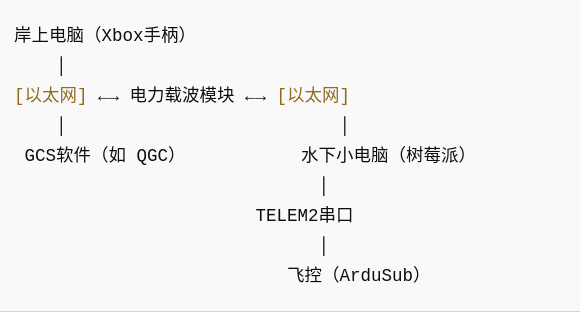 岸上电脑（Xbox手柄）
│
[以太网] ←→ 电力载波模块 ←→ [以太网]
│ │
GCS软件（如 QGC） 水下小电脑（树莓派）
│
TELEM2串口
│
飞控（ArduSub）